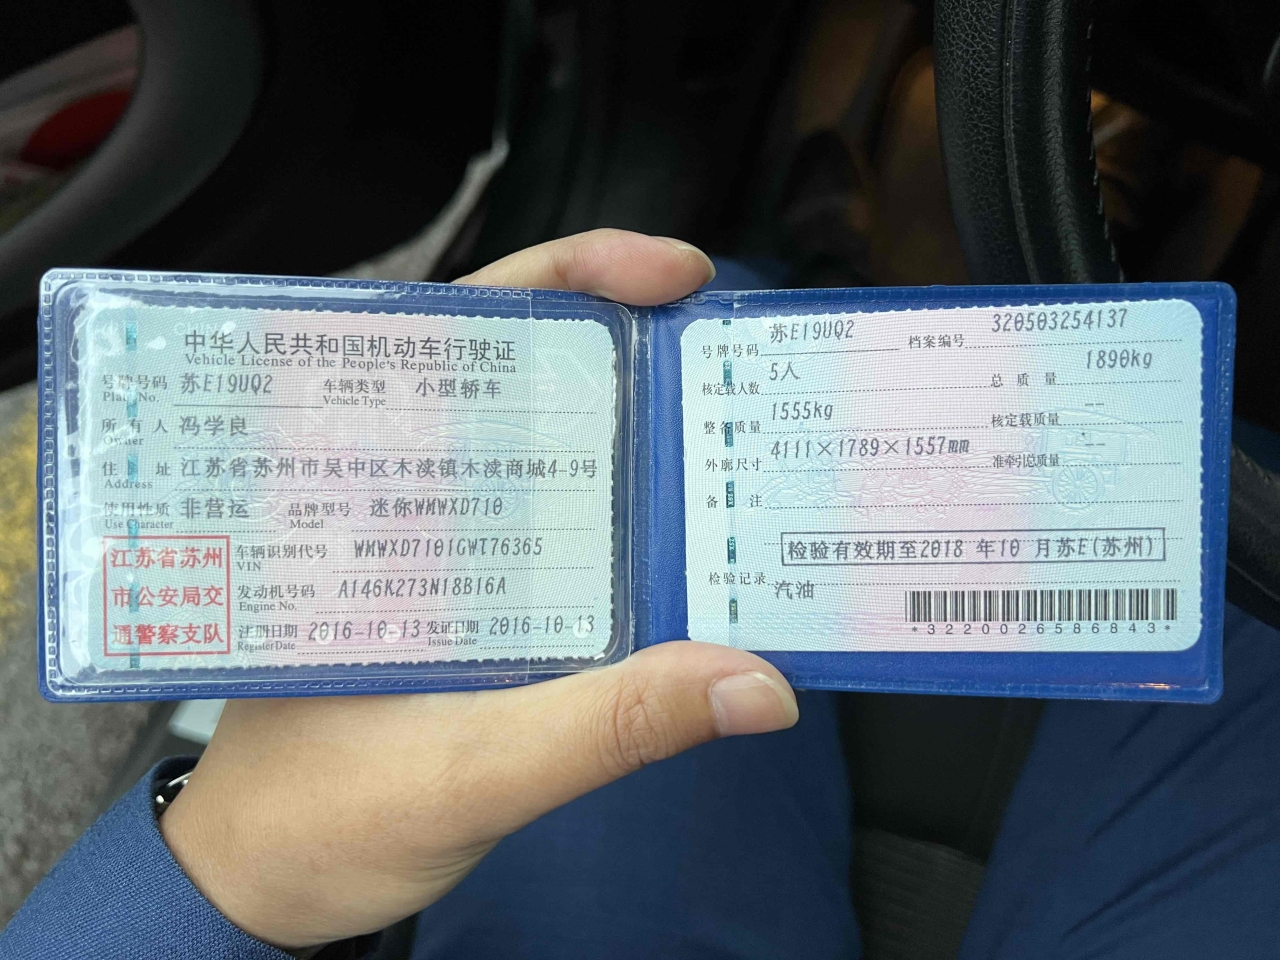 中华人民共和国机动车行驶证
Vehicle License of the People's Republic of China
号牌号码 苏E19UQ2 车辆类型 小型轿车
Plate No. Vehicle Type
所有人 冯学良
Owner
住址 江苏省苏州市吴中区木渎镇木渎商城4-9号
Address
使用性质 非营运 品牌型号 迷你WMWXD710
Use Character Model
江苏省苏州
市公安局交
通警察支队
车辆识别代号 WMWXD7101GWT76365
VIN
发动机号码 A146K273N18B16A
Engine No.
注册日期 2016-10-13 发证日期 2016-10-13
Register Date Issue Date
号牌号码 苏E19UQ2 档案编号 320503254137
核定载人数 5人 总质量 1890kg
整备质量 1555kg 核定载质量 --
外廓尺寸 4111×1789×1557mm 准牵引总质量 --
备注
检验有效期至2018 年10 月苏E(苏州)
检验记录
汽油
*3220026586843*